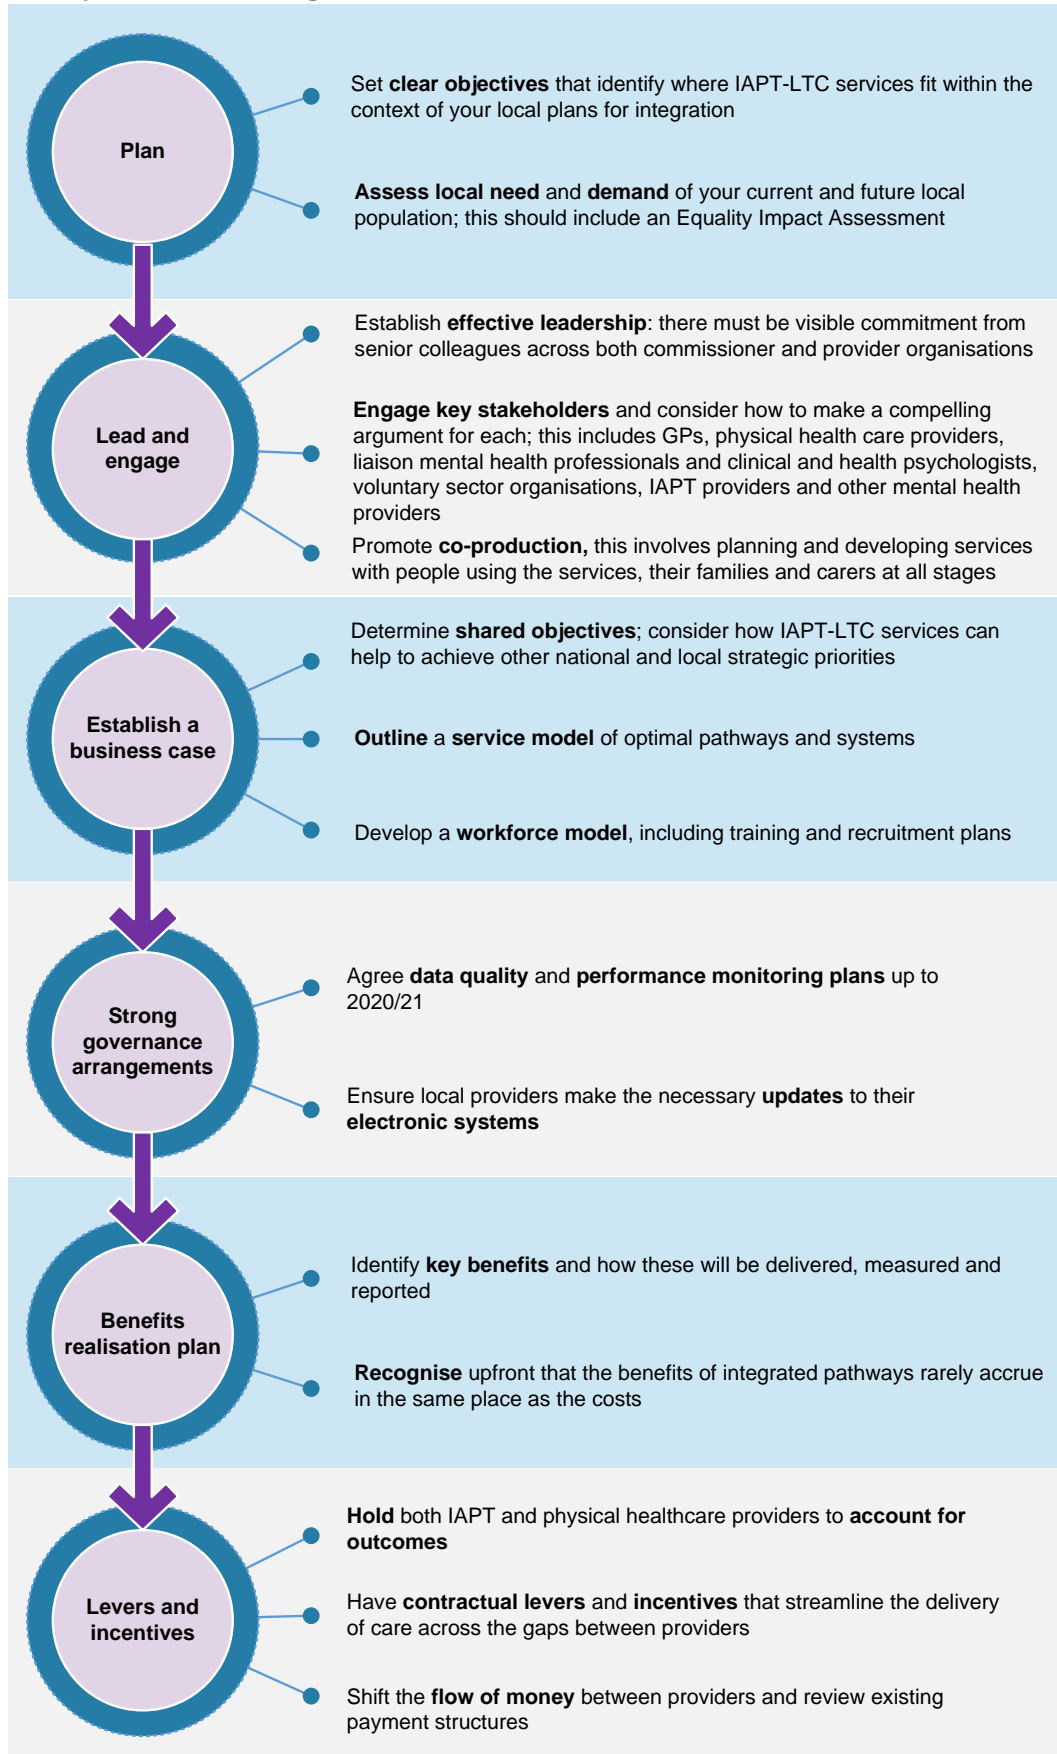 Plan
Set clear objectives that identify where IAPT-LTC services fit within the
context of your local plans for integration
Assess local need and demand of your current and future local
population; this should include an Equality Impact Assessment
Lead and
engage
Establish effective leadership: there must be visible commitment from
senior colleagues across both commissioner and provider organisations
Engage key stakeholders and consider how to make a compelling
argument for each; this includes GPs, physical health care providers,
liaison mental health professionals and clinical and health psychologists,
voluntary sector organisations, IAPT providers and other mental health
providers
Promote co-production, this involves planning and developing services
with people using the services, their families and carers at all stages
Establish a
business case
Determine shared objectives; consider how IAPT-LTC services can
help to achieve other national and local strategic priorities
Outline a service model of optimal pathways and systems
Develop a workforce model, including training and recruitment plans
Strong
governance
arrangements
Agree data quality and performance monitoring plans up to
2020/21
Ensure local providers make the necessary updates to their
electronic systems
Benefits
realisation plan
Identify key benefits and how these will be delivered, measured and
reported
Recognise upfront that the benefits of integrated pathways rarely accrue
in the same place as the costs
Levers and
incentives
Hold both IAPT and physical healthcare providers to account for
outcomes
Have contractual levers and incentives that streamline the delivery
of care across the gaps between providers
Shift the flow of money between providers and review existing
payment structures